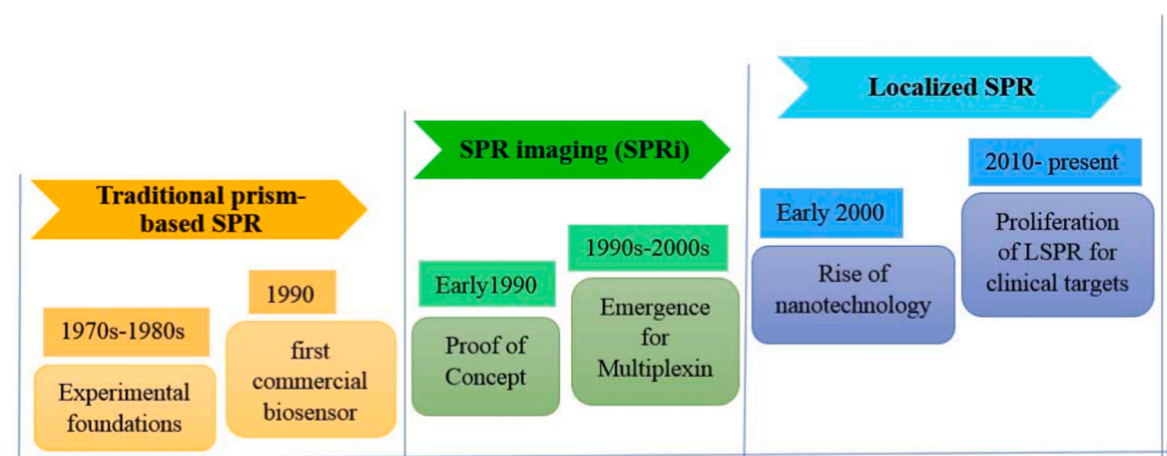 Traditional prism-
based SPR
1970s-1980s
Experimental
foundations
1990
first
commercial
biosensor
SPR imaging (SPRi)
Early1990
Proof of
Concept
1990s-2000s
Emergence
for
Multiplexin
Localized SPR
Early 2000
Rise of
nanotechnology
2010- present
Proliferation
of LSPR for
clinical targets